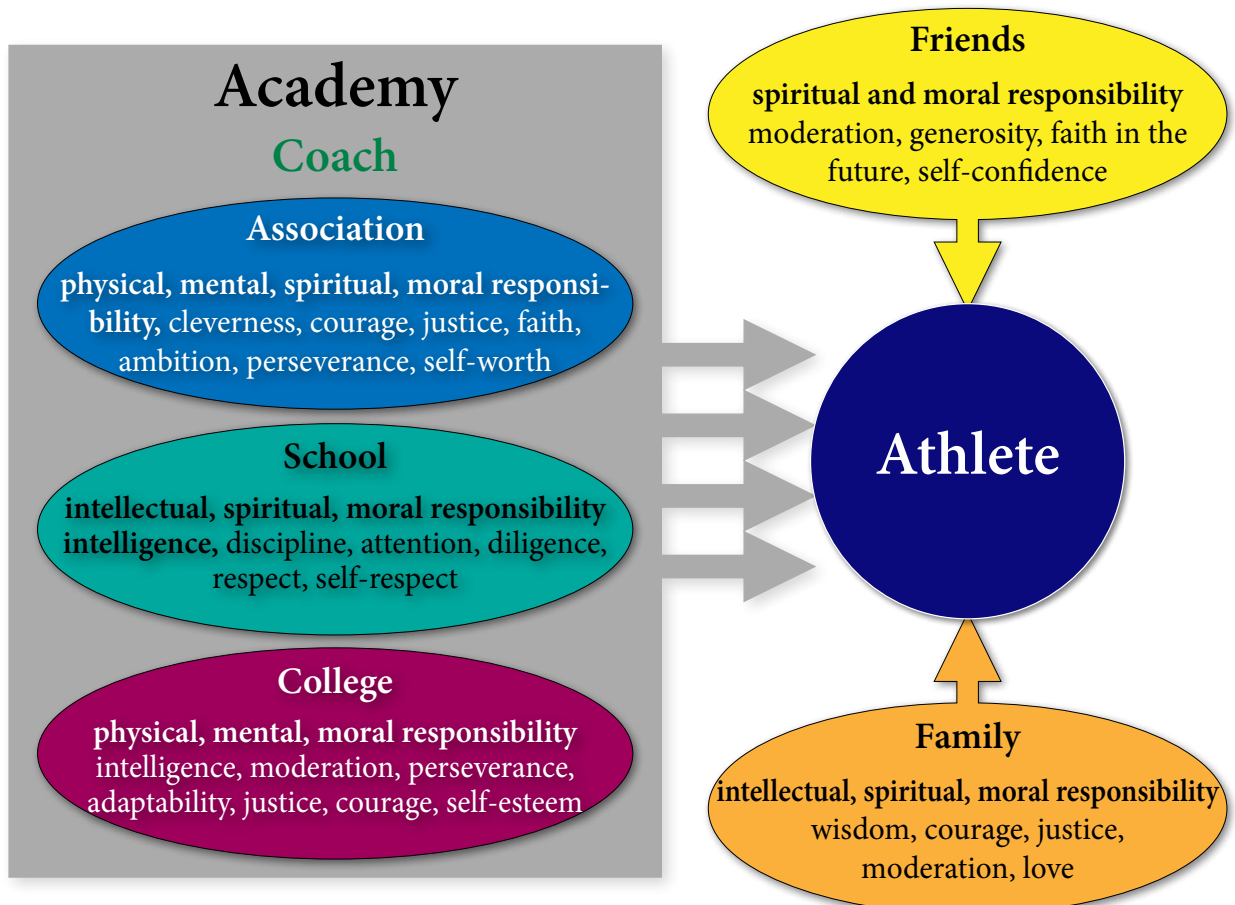 Academy
Coach
Association
physical, mental, spiritual, moral responsi-
bility, cleverness, courage, justice, faith,
ambition, perseverance, self-worth
School
intellectual, spiritual, moral responsibility
intelligence, discipline, attention, diligence,
respect, self-respect
College
physical, mental, moral responsibility
intelligence, moderation, perseverance,
adaptability, justice, courage, self-esteem
Friends
spiritual and moral responsibility
moderation, generosity, faith in the
future, self-confidence
Athlete
Family
intellectual, spiritual, moral responsibility
wisdom, courage, justice,
moderation, love